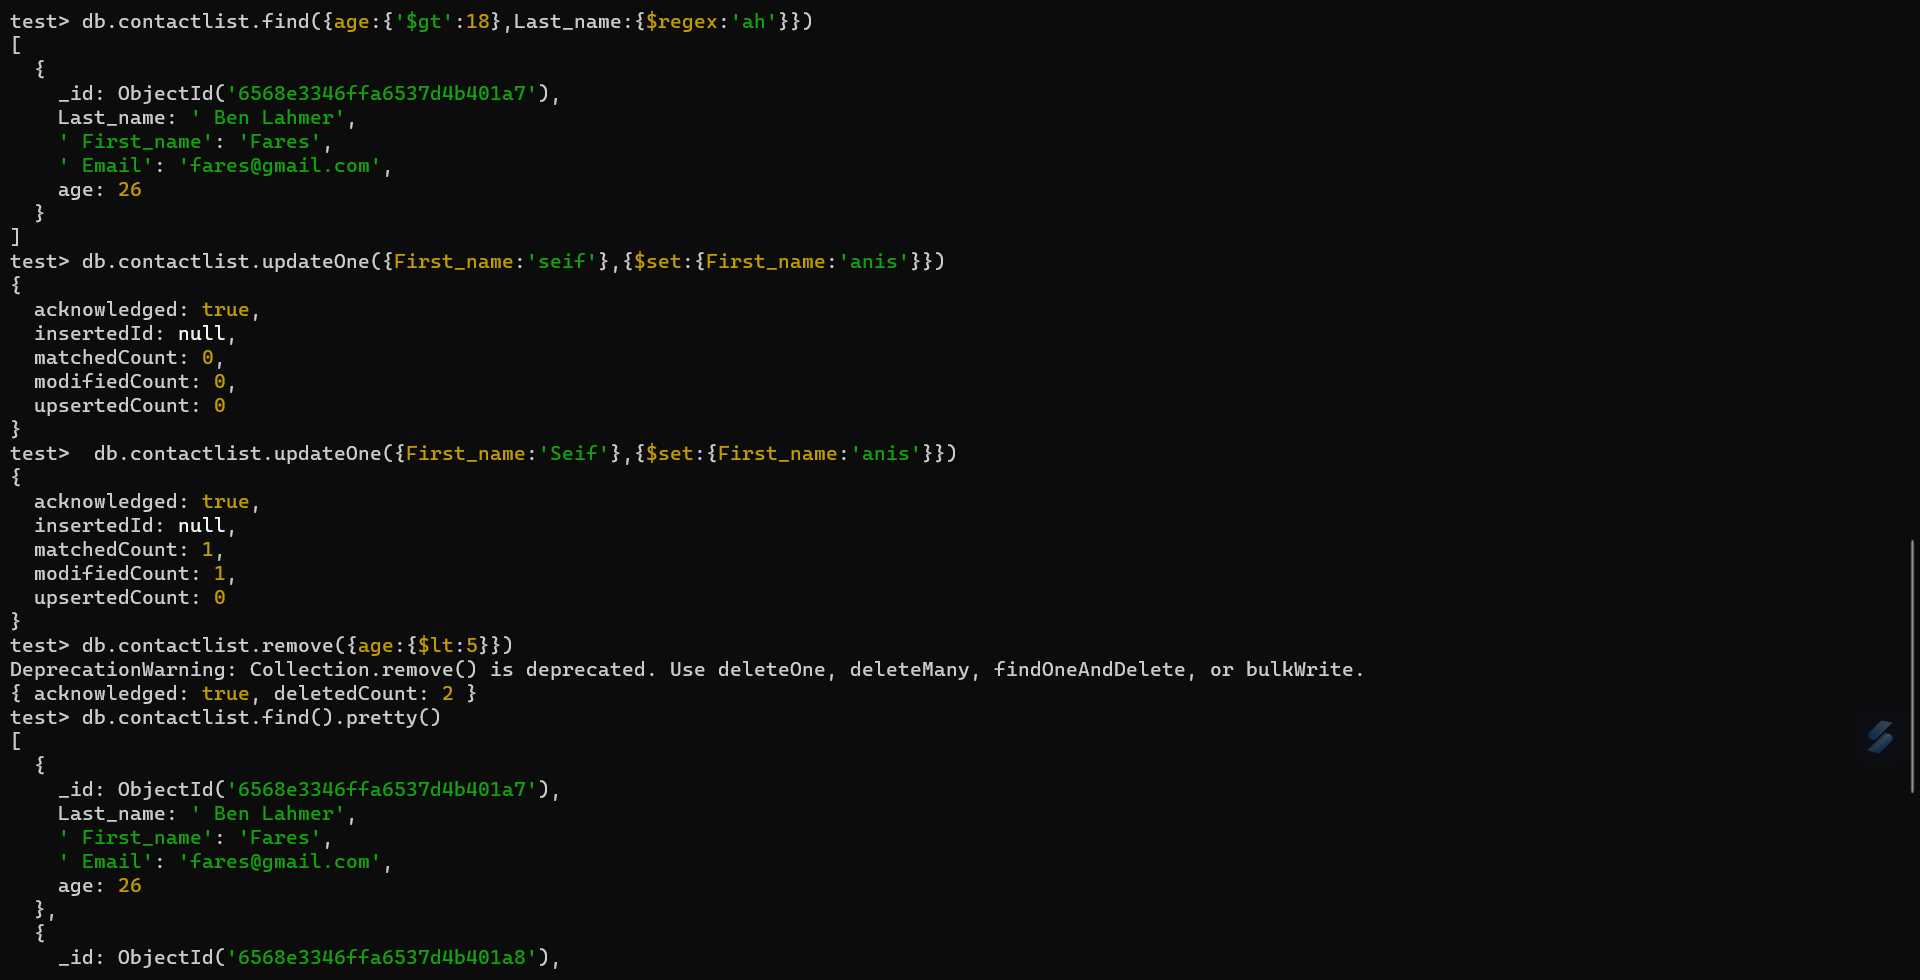 test> db.contactlist.find({age:{'$gt':18},Last_name:{$regex:'ah'}})
[
  {
    _id: ObjectId('6568e3346ffa6537d4b401a7'),
    Last_name: ' Ben Lahmer',
    ' First_name': 'Fares',
    ' Email': 'fares@gmail.com',
    age: 26
  }
]
test> db.contactlist.updateOne({First_name:'seif'},{$set:{First_name:'anis'}})
{
  acknowledged: true,
  insertedId: null,
  matchedCount: 0,
  modifiedCount: 0,
  upsertedCount: 0
}
test>  db.contactlist.updateOne({First_name:'Seif'},{$set:{First_name:'anis'}})
{
  acknowledged: true,
  insertedId: null,
  matchedCount: 1,
  modifiedCount: 1,
  upsertedCount: 0
}
test> db.contactlist.remove({age:{$lt:5}})
DeprecationWarning: Collection.remove() is deprecated. Use deleteOne, deleteMany, findOneAndDelete, or bulkWrite.
{ acknowledged: true, deletedCount: 2 }
test> db.contactlist.find().pretty()
[
  {
    _id: ObjectId('6568e3346ffa6537d4b401a7'),
    Last_name: ' Ben Lahmer',
    ' First_name': 'Fares',
    ' Email': 'fares@gmail.com',
    age: 26
  },
  {
    _id: ObjectId('6568e3346ffa6537d4b401a8'),